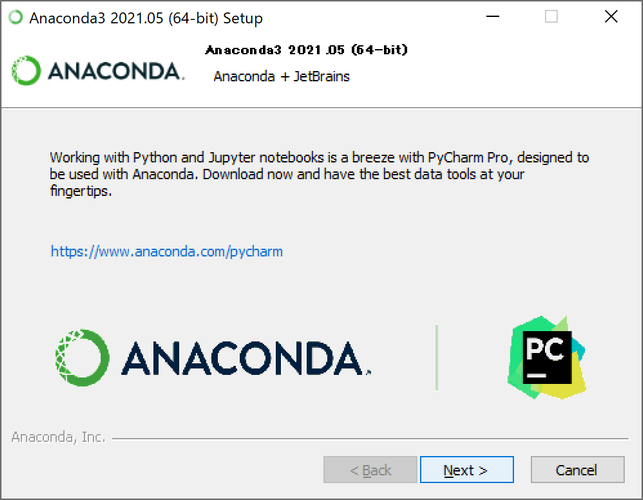 Anaconda3 2021.05 (64-bit) Setup
Anaconda3 2021.05 (64-bit)
ANACONDA.
Anaconda + JetBrains
Working with Python and Jupyter notebooks is a breeze with PyCharm Pro, designed to
be used with Anaconda. Download now and have the best data tools at your
fingertips.
https://www.anaconda.com/pycharm
ANACONDA.
PC
Anaconda, Inc.
< Back
Next >
Cancel